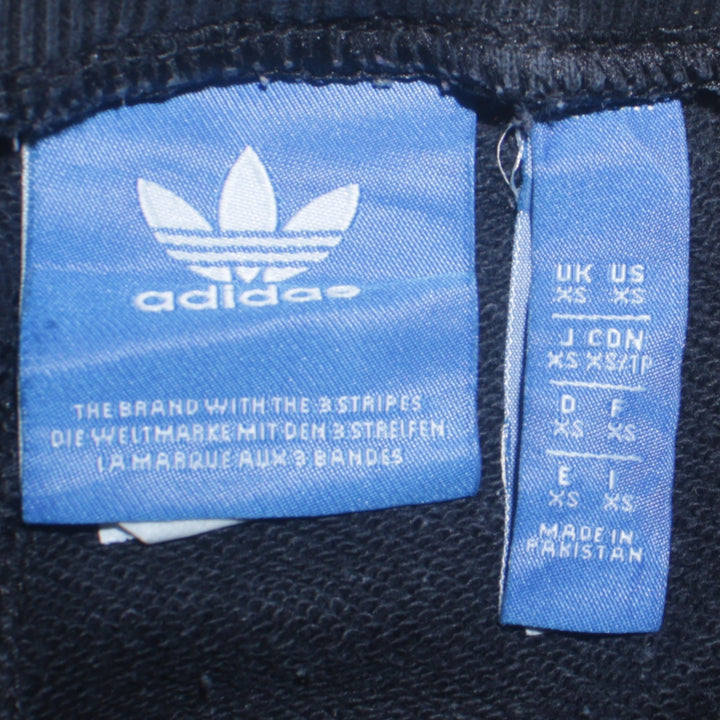 adidas
THE BRAND WITH THE 3 STRIPES
DIE WELTMARKE MIT DEN 3 STREIFEN
LA MARQUE AUX 3 BANDES
UK US
XS XS
J CDN
XS XS/TP
D F
XS XS
E I
XS XS
MADE IN
PAKISTAN